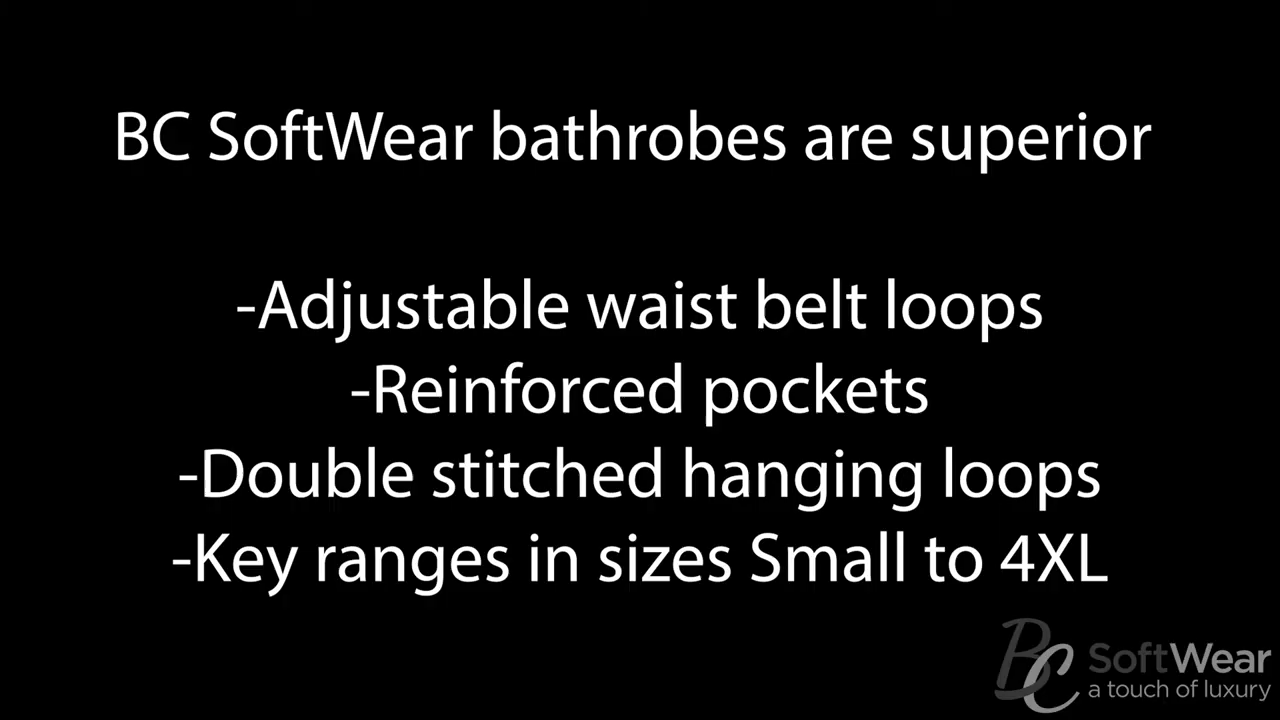 BC SoftWear bathrobes are superior
-Adjustable waist belt loops
-Reinforced pockets
-Double stitched hanging loops
-Key ranges in sizes Small to 4XL
BC SoftWear
a touch of luxury